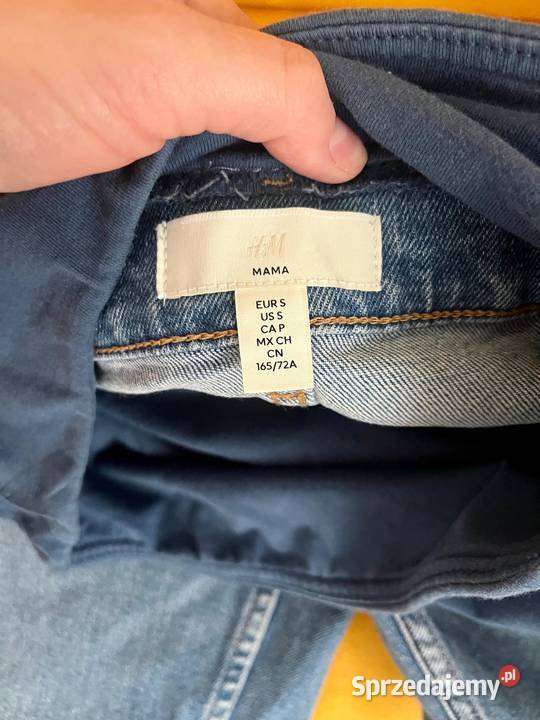 H&M
MAMA
EUR S
US S
CA P
MX CH
CN
165/72A
Sprzedajemy.pl